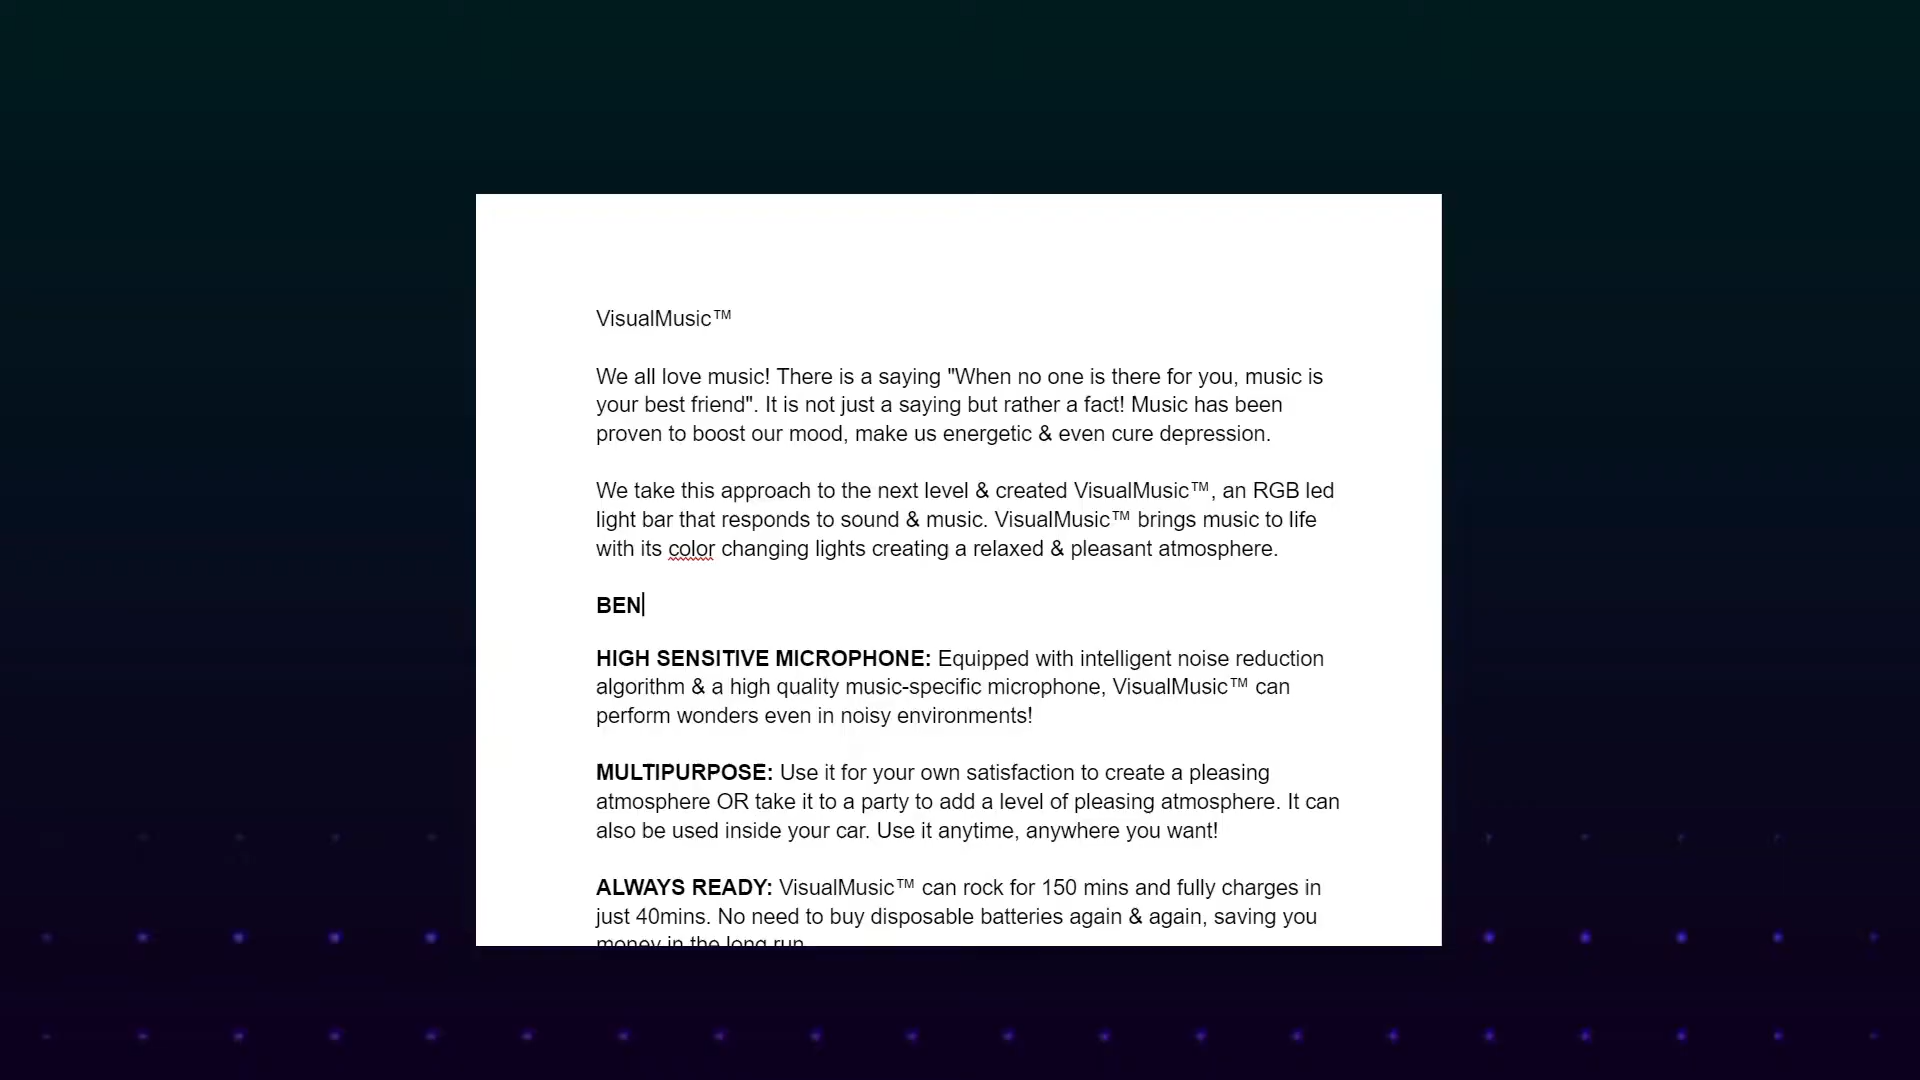 VisualMusic™
We all love music! There is a saying "When no one is there for you, music is
your best friend". It is not just a saying but rather a fact! Music has been
proven to boost our mood, make us energetic & even cure depression.
We take this approach to the next level & created VisualMusic™, an RGB led
light bar that responds to sound & music. VisualMusic™ brings music to life
with its color changing lights creating a relaxed & pleasant atmosphere.
BEN
HIGH SENSITIVE MICROPHONE: Equipped with intelligent noise reduction
algorithm & a high quality music-specific microphone, VisualMusic™ can
perform wonders even in noisy environments!
MULTIPURPOSE: Use it for your own satisfaction to create a pleasing
atmosphere OR take it to a party to add a level of pleasing atmosphere. It can
also be used inside your car. Use it anytime, anywhere you want!
ALWAYS READY: VisualMusic™ can rock for 150 mins and fully charges in
just 40mins. No need to buy disposable batteries again & again, saving you
money in the long run